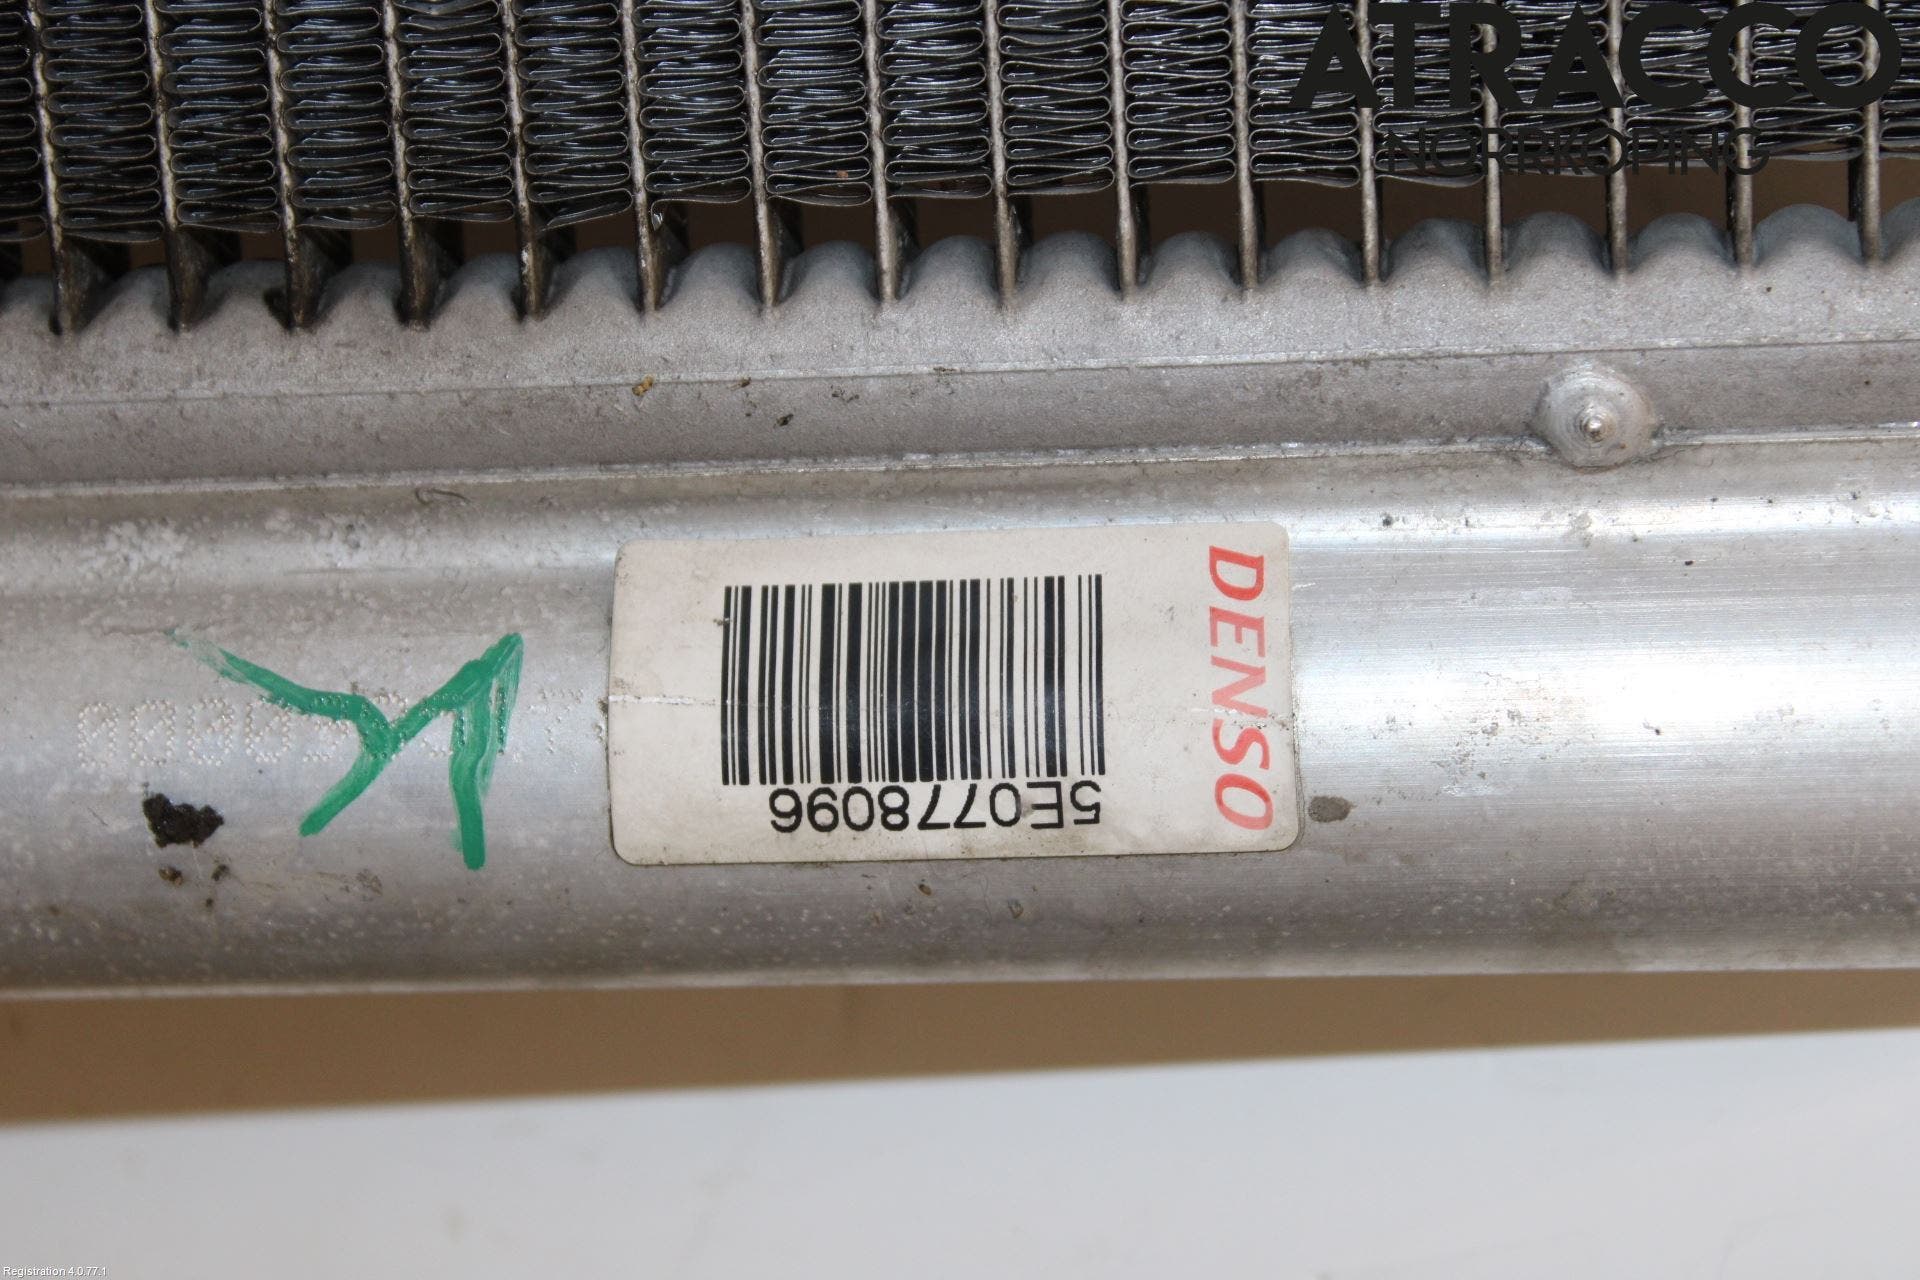 ATRACCO
NORRKÖPING
DENSO
5E0778096
Registration 4.0.77.1